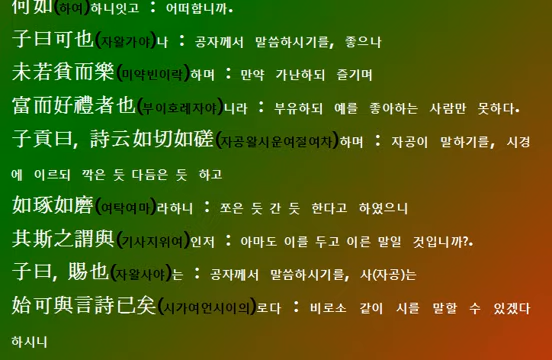 何如(하여)하니잇고 : 어떠합니까.
子曰可也(자왈가야)나 : 공자께서 말씀하시기를, 좋으나
未若貧而樂(미약빈이락)하며 : 만약 가난하되 즐기며
富而好禮者也(부이호례자야)니라 : 부유하되 예를 좋아하는 사람만 못하다.
子貢曰, 詩云如切如磋(자공왈시운여절여차)하며 : 자공이 말하기를, 시경
에 이르되 깍은 듯 다듬은 듯 하고
如琢如磨(여탁여마)라하니 : 쪼은 듯 간 듯 한다고 하였으니
其斯之謂與(기사지위여)인저 : 아마도 이를 두고 이른 말일 것입니까?.
子曰, 賜也(자왈사야)는 : 공자께서 말씀하시기를, 사(자공)는
始可與言詩已矣(시가여언시이의)로다 : 비로소 같이 시를 말할 수 있겠다
하시니